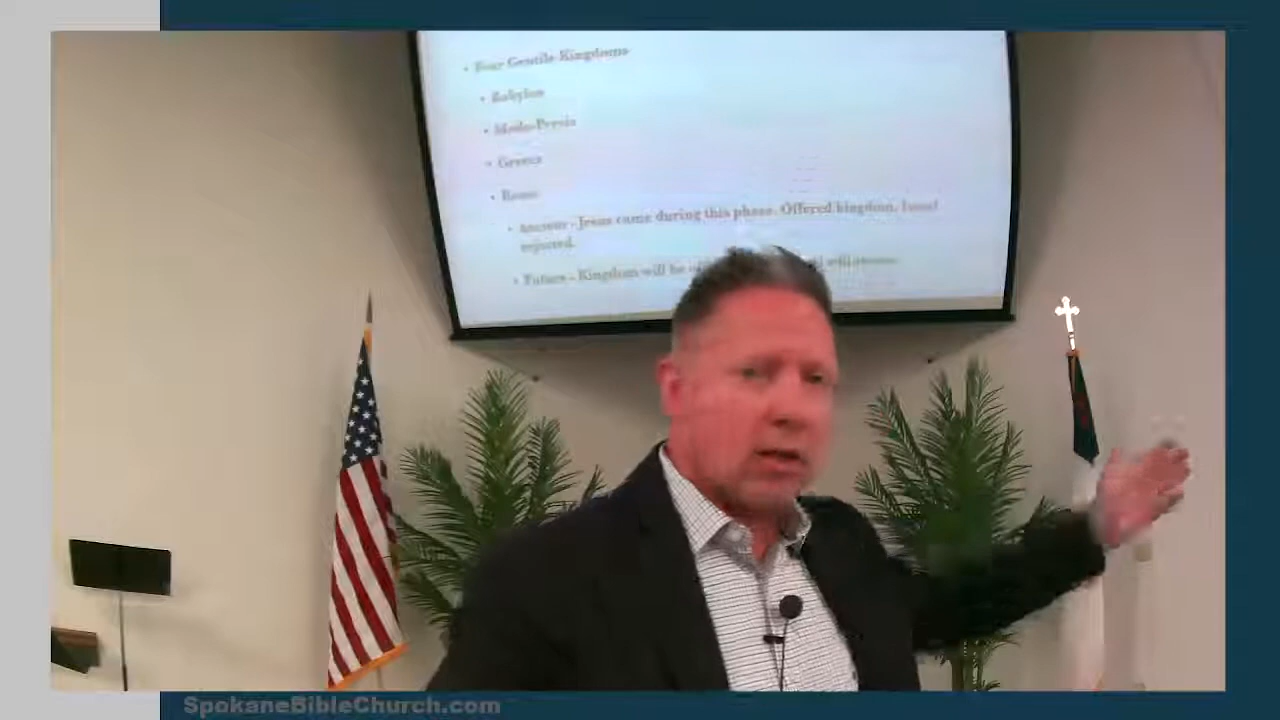 • Four Gentile Kingdoms
• Babylon
• Medo-Persia
• Greece
• Rome
• Ancient - Jesus came during this phase. Offered kingdom. Israel
rejected.
• Future - Kingdom will be will
SpokaneBibleChurch.com